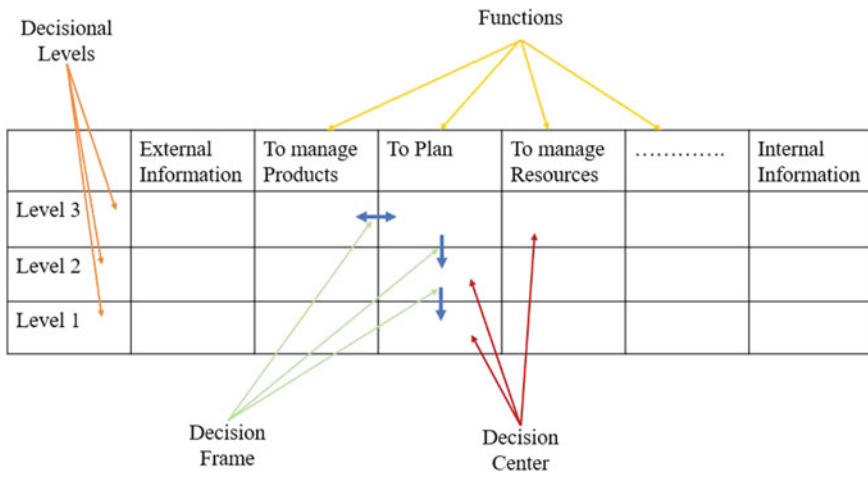 Decisional
Levels
Functions
External
Information
To manage
Products
To Plan
To manage
Resources
.............
Internal
Information
Level 3
Level 2
Level 1
Decision
Frame
Decision
Center